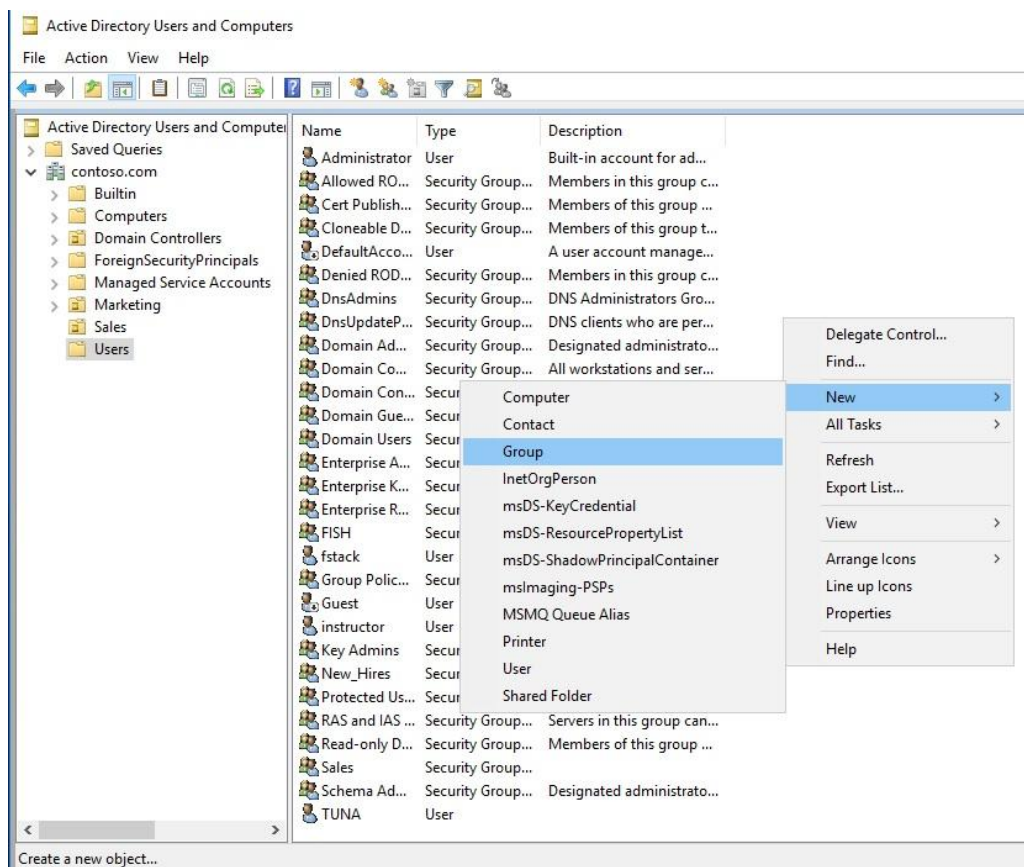 Active Directory Users and Computers
File Action View Help
Active Directory Users and Computer
Saved Queries
contoso.com
Builtin
Computers
Domain Controllers
ForeignSecurityPrincipals
Managed Service Accounts
Marketing
Sales
Users
Name Type Description
Administrator User Built-in account for ad...
Allowed RO... Security Group... Members in this group c...
Cert Publish... Security Group... Members of this group ...
Cloneable D... Security Group... Members of this group t...
DefaultAcco... User A user account manage...
Denied ROD... Security Group... Members in this group c...
DnsAdmins Security Group... DNS Administrators Gro...
DnsUpdateP... Security Group... DNS clients who are per...
Domain Ad... Security Group... Designated administrato...
Domain Co... Security Group... All workstations and ser...
Domain Con... Secur
Domain Gue... Secur
Domain Users Secur
Enterprise A... Secur
Enterprise K... Secur
Enterprise R... Secur
FISH Secur
fstack User
Group Polic... Secur
Guest User
instructor User
Key Admins Secur
New_Hires Secur
Protected Us... Secur
RAS and IAS ... Security Group... Servers in this group can...
Read-only D... Security Group... Members of this group ...
Sales Security Group...
Schema Ad... Security Group... Designated administrato...
TUNA User
Computer
Contact
Group
InetOrgPerson
msDS-KeyCredential
msDS-ResourcePropertyList
msDS-ShadowPrincipalContainer
msImaging-PSPs
MSMQ Queue Alias
Printer
User
Shared Folder
Delegate Control...
Find...
New
All Tasks
Refresh
Export List...
View
Arrange Icons
Line up Icons
Properties
Help
Create a new object...